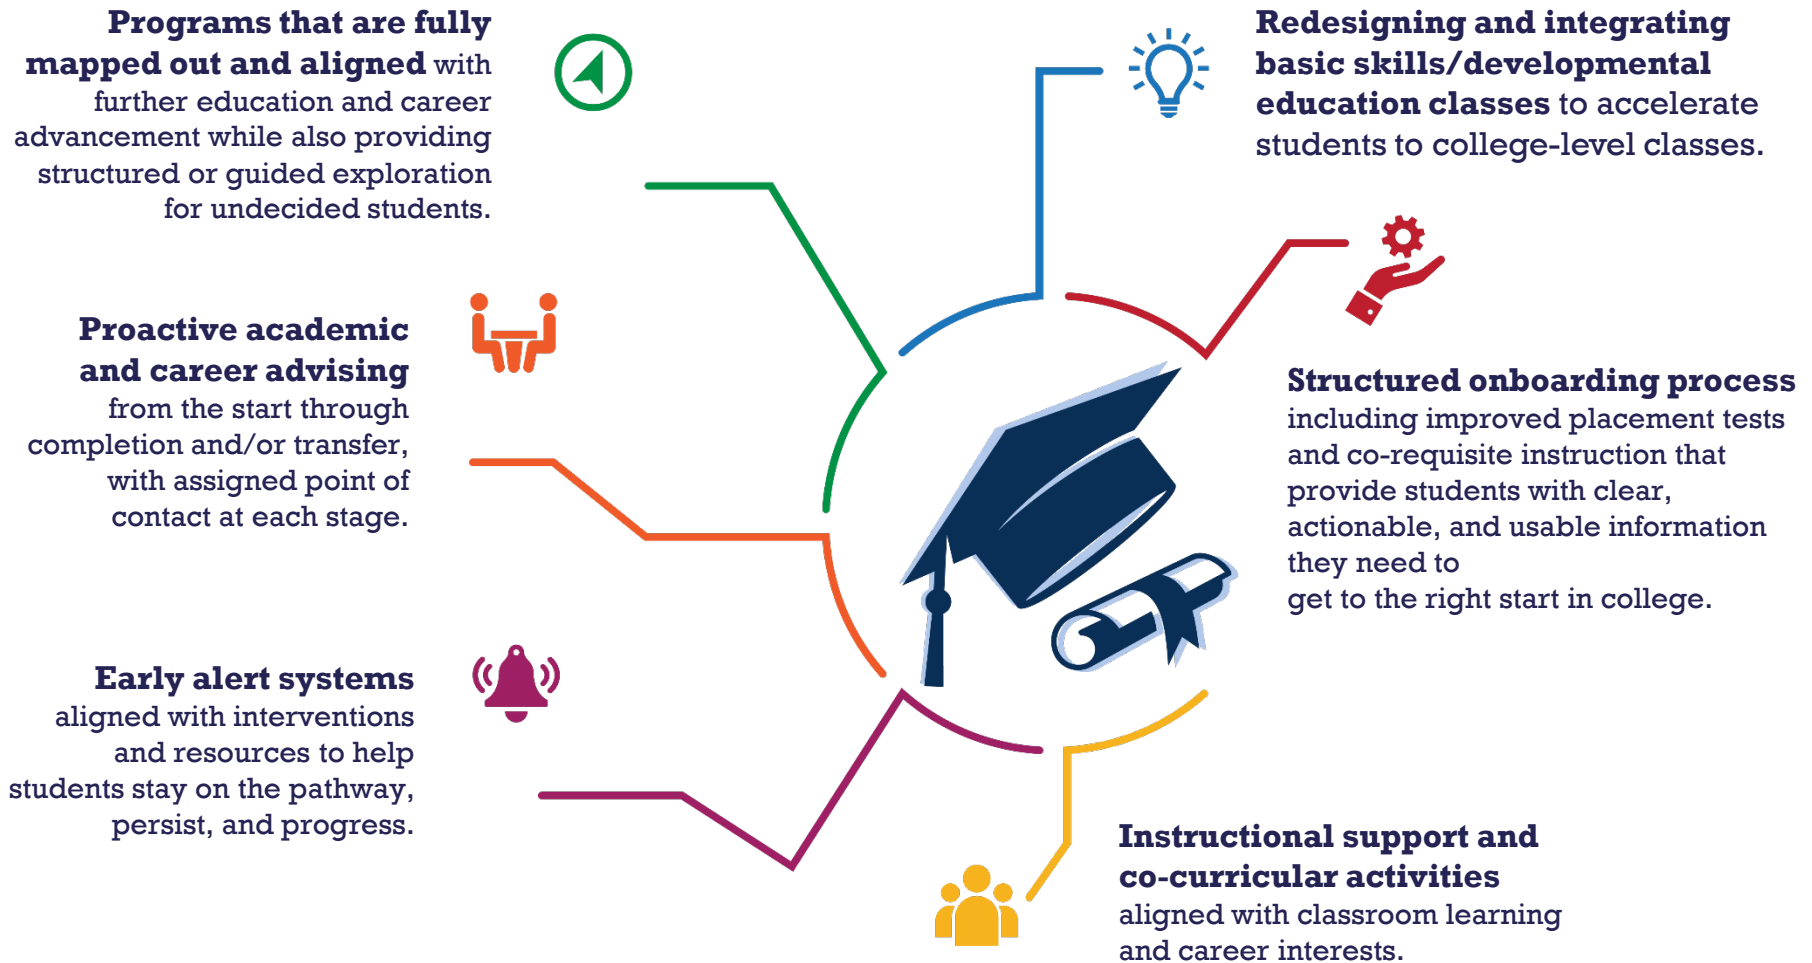 Programs that are fully
mapped out and aligned with
further education and career
advancement while also providing
structured or guided exploration
for undecided students.
Proactive academic
and career advising
from the start through
completion and/or transfer,
with assigned point of
contact at each stage.
Early alert systems
aligned with interventions
and resources to help
students stay on the pathway,
persist, and progress.
Redesigning and integrating
basic skills/developmental
education classes to accelerate
students to college-level classes.
Structured onboarding process
including improved placement tests
and co-requisite instruction that
provide students with clear,
actionable, and usable information
they need to
get to the right start in college.
Instructional support and
co-curricular activities
aligned with classroom learning
and career interests.